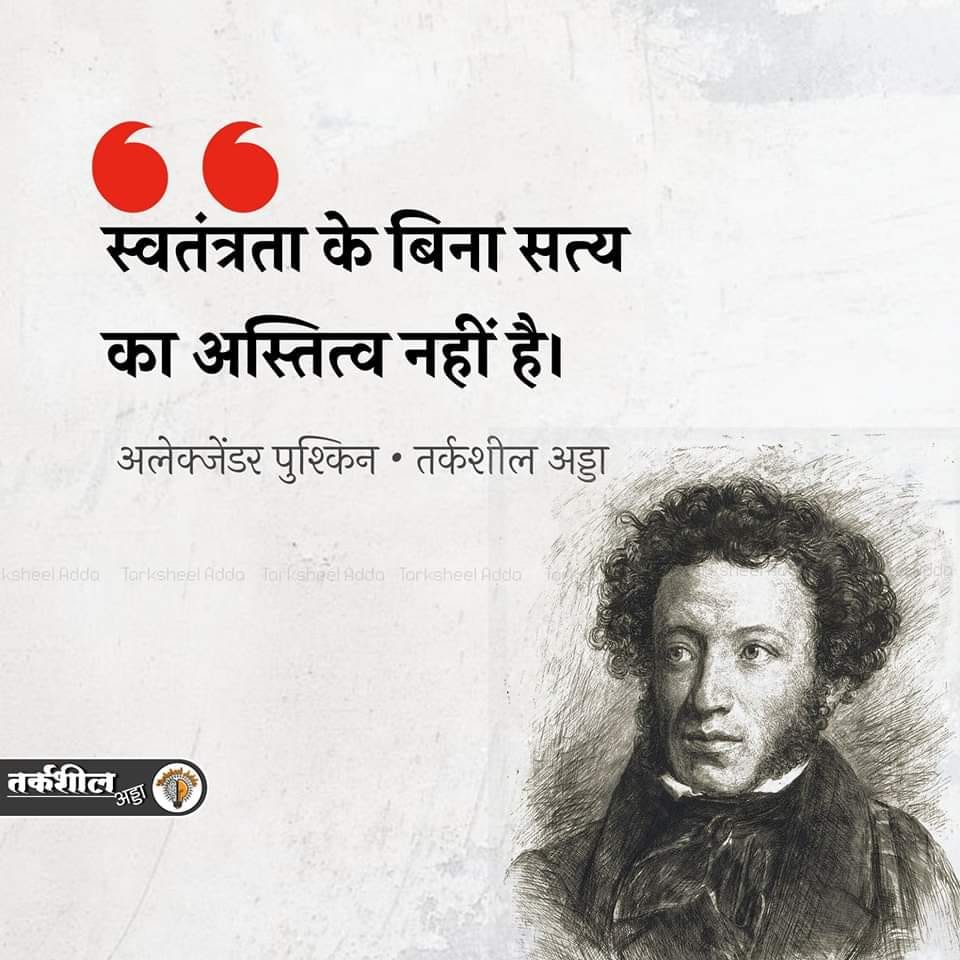 स्वतंत्रता के बिना सत्य
का अस्तित्व नहीं है।
अलेक्जेंडर पुश्किन • तर्कशील अड्डा
ksheel Adda Tarksheel Adda Tarksheel Adda Tarksheel Adda
तर्कशील अड्डा